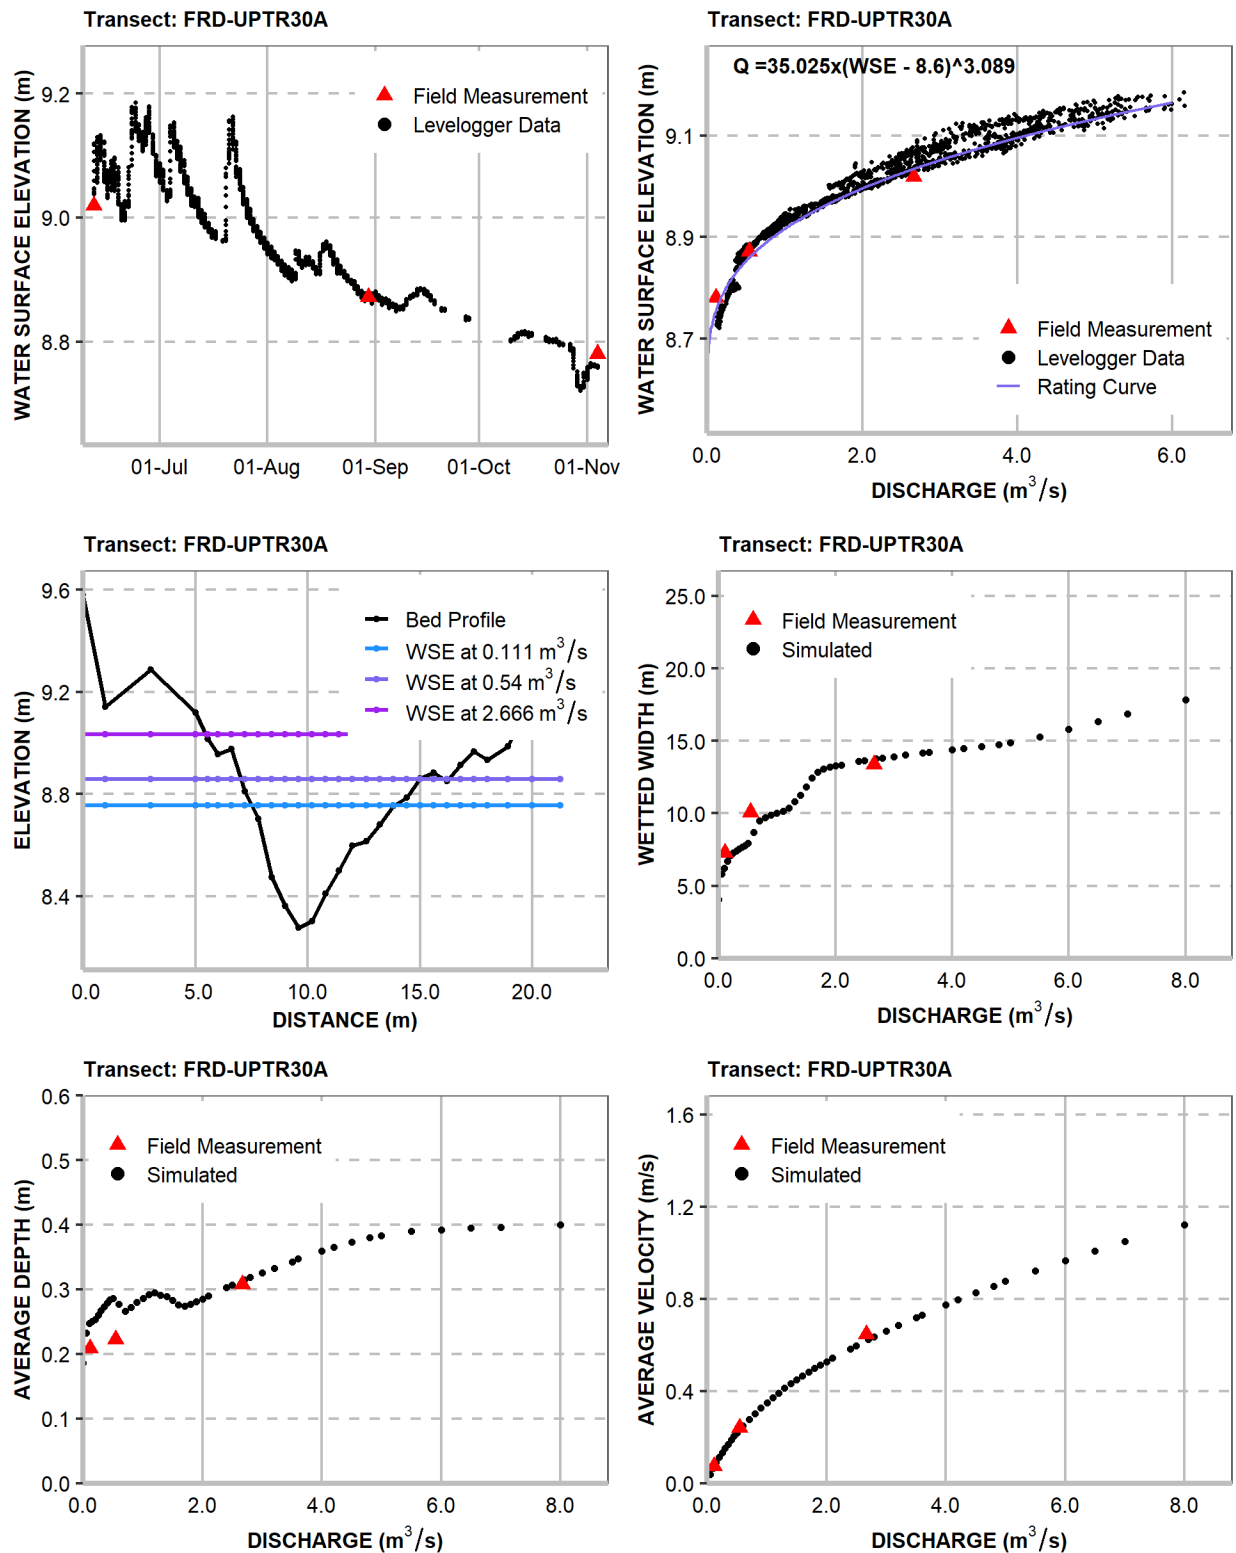 Transect: FRD-UPTR30A
WATER SURFACE ELEVATION (m)
9.2
9.0
8.8
Field Measurement
Levelogger Data
01-Jul
01-Aug
01-Sep
01-Oct
01-Nov
Q =35.025x(WSE - 8.6)^3.089
WATER SURFACE ELEVATION (m)
9.1
8.9
8.7
Field Measurement
Levelogger Data
Rating Curve
0.0
2.0
4.0
6.0
DISCHARGE (m3/s)
Transect: FRD-UPTR30A
ELEVATION (m)
9.6
9.2
8.8
8.4
Bed Profile
WSE at 0.111 m3/s
WSE at 0.54 m3/s
WSE at 2.666 m3/s
0.0
5.0
10.0
15.0
20.0
DISTANCE (m)
Transect: FRD-UPTR30A
WETTED WIDTH (m)
25.0
20.0
15.0
10.0
5.0
0.0
Field Measurement
Simulated
0.0
2.0
4.0
6.0
8.0
DISCHARGE (m3/s)
Transect: FRD-UPTR30A
AVERAGE DEPTH (m)
0.6
0.5
0.4
0.3
0.2
0.1
0.0
Field Measurement
Simulated
0.0
2.0
4.0
6.0
8.0
DISCHARGE (m3/s)
Transect: FRD-UPTR30A
AVERAGE VELOCITY (m/s)
1.6
1.2
0.8
0.4
0.0
Field Measurement
Simulated
0.0
2.0
4.0
6.0
8.0
DISCHARGE (m3/s)